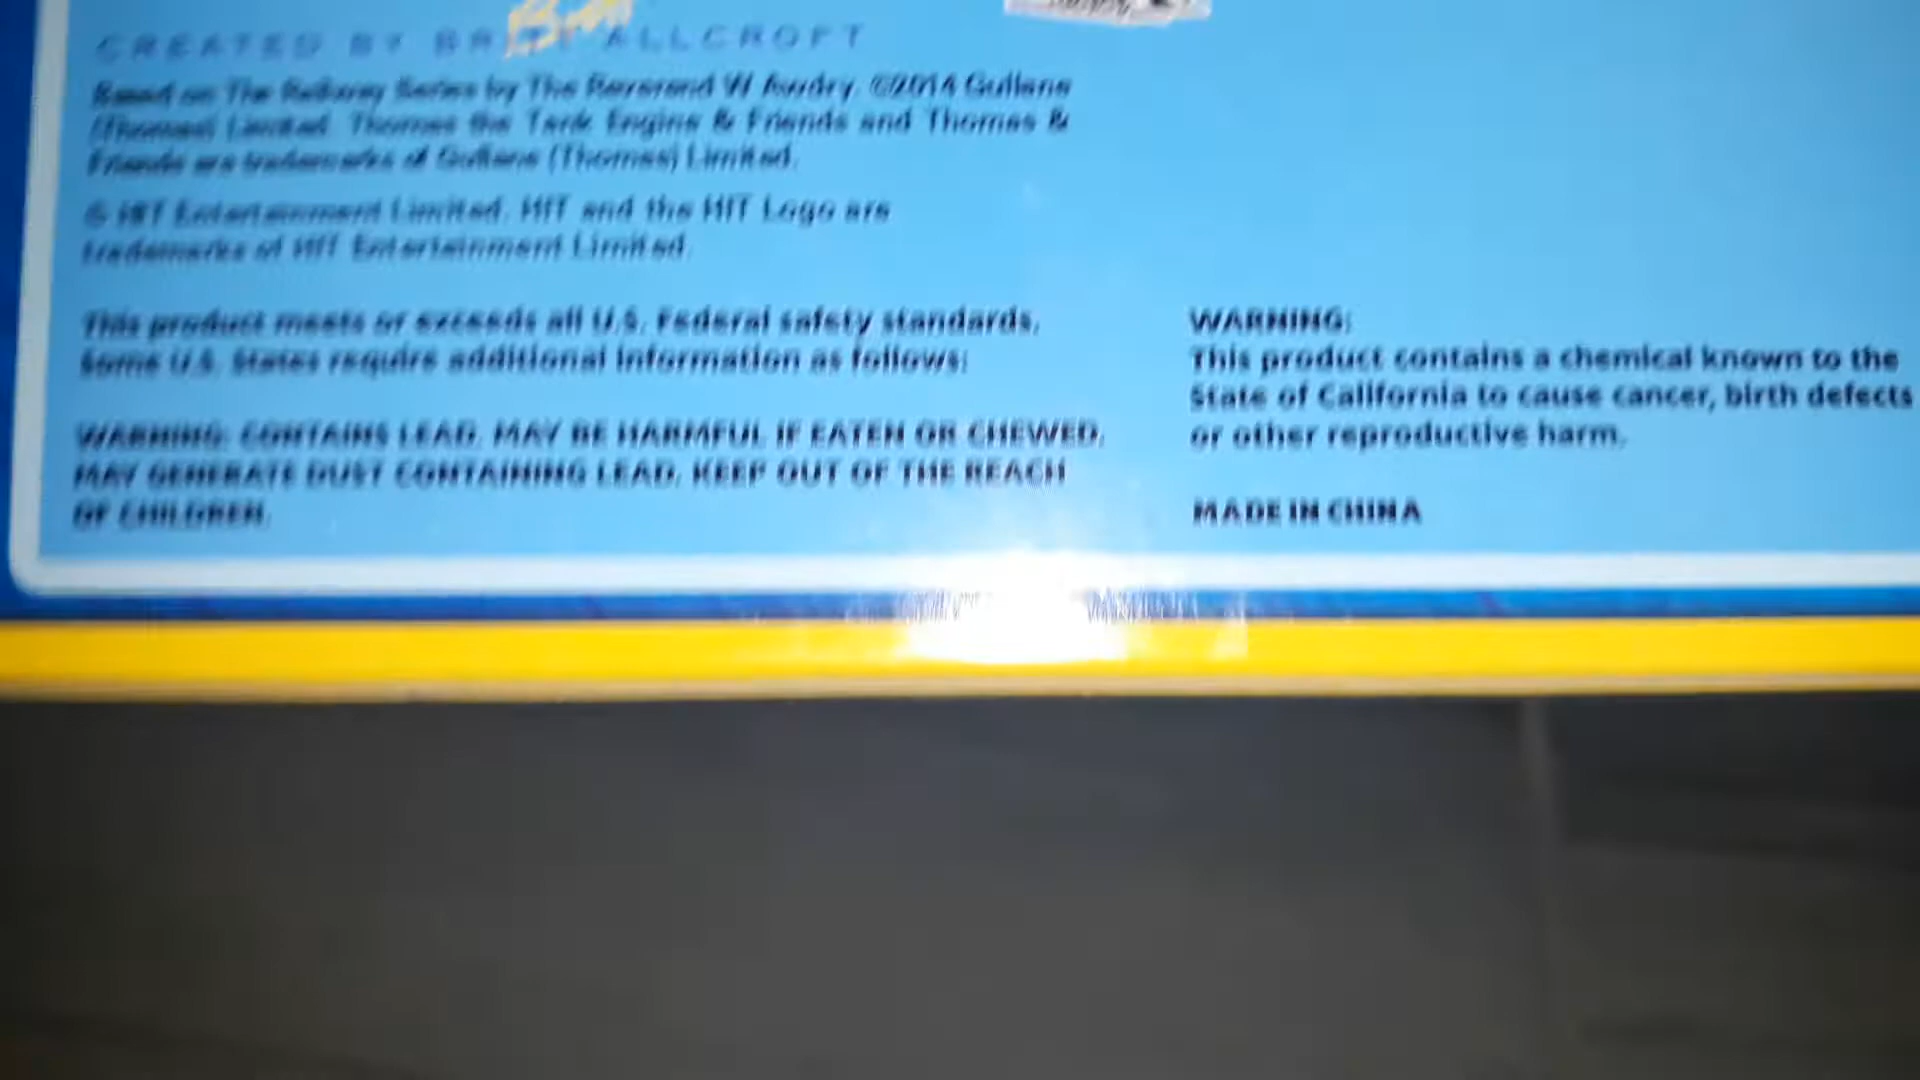 CREATED BY BRITT ALLCROFT
Based on The Railway Series by The Reverend W Awdry. ©2014 Gullane
(Thomas) Limited. Thomas the Tank Engine & Friends and Thomas &
Friends are trademarks of Gullane (Thomas) Limited.
© HIT Entertainment Limited. HIT and the HIT Logo are
trademarks of HIT Entertainment Limited.
This product meets or exceeds all U.S. Federal safety standards.
Some U.S. States require additional information as follows:
WARNING: CONTAINS LEAD. MAY BE HARMFUL IF EATEN OR CHEWED.
MAY GENERATE DUST CONTAINING LEAD. KEEP OUT OF THE REACH
OF CHILDREN.
WARNING:
This product contains a chemical known to the
State of California to cause cancer, birth defects
or other reproductive harm.
MADE IN CHINA